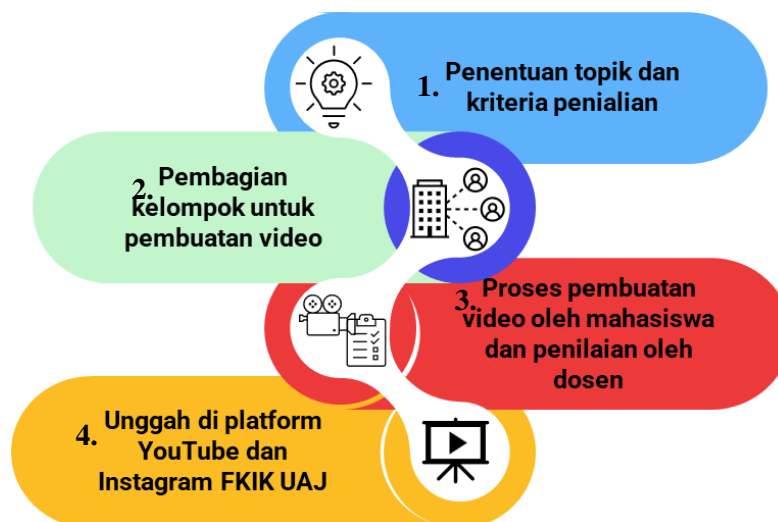 1. Penentuan topik dan
kriteria penialian
2. Pembagian
kelompok untuk
pembuatan video
3. Proses pembuatan
video oleh mahasiswa
dan penilaian oleh
dosen
4. Unggah di platform
YouTube dan
Instagram FKIK UAJ